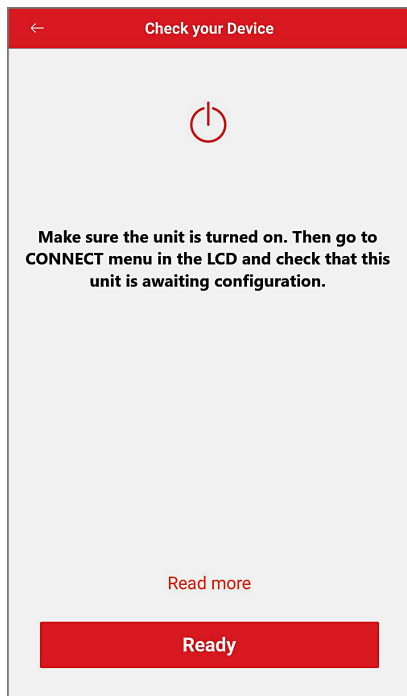 Check your Device
Make sure the unit is turned on. Then go to
CONNECT menu in the LCD and check that this
unit is awaiting configuration.
Read more
Ready